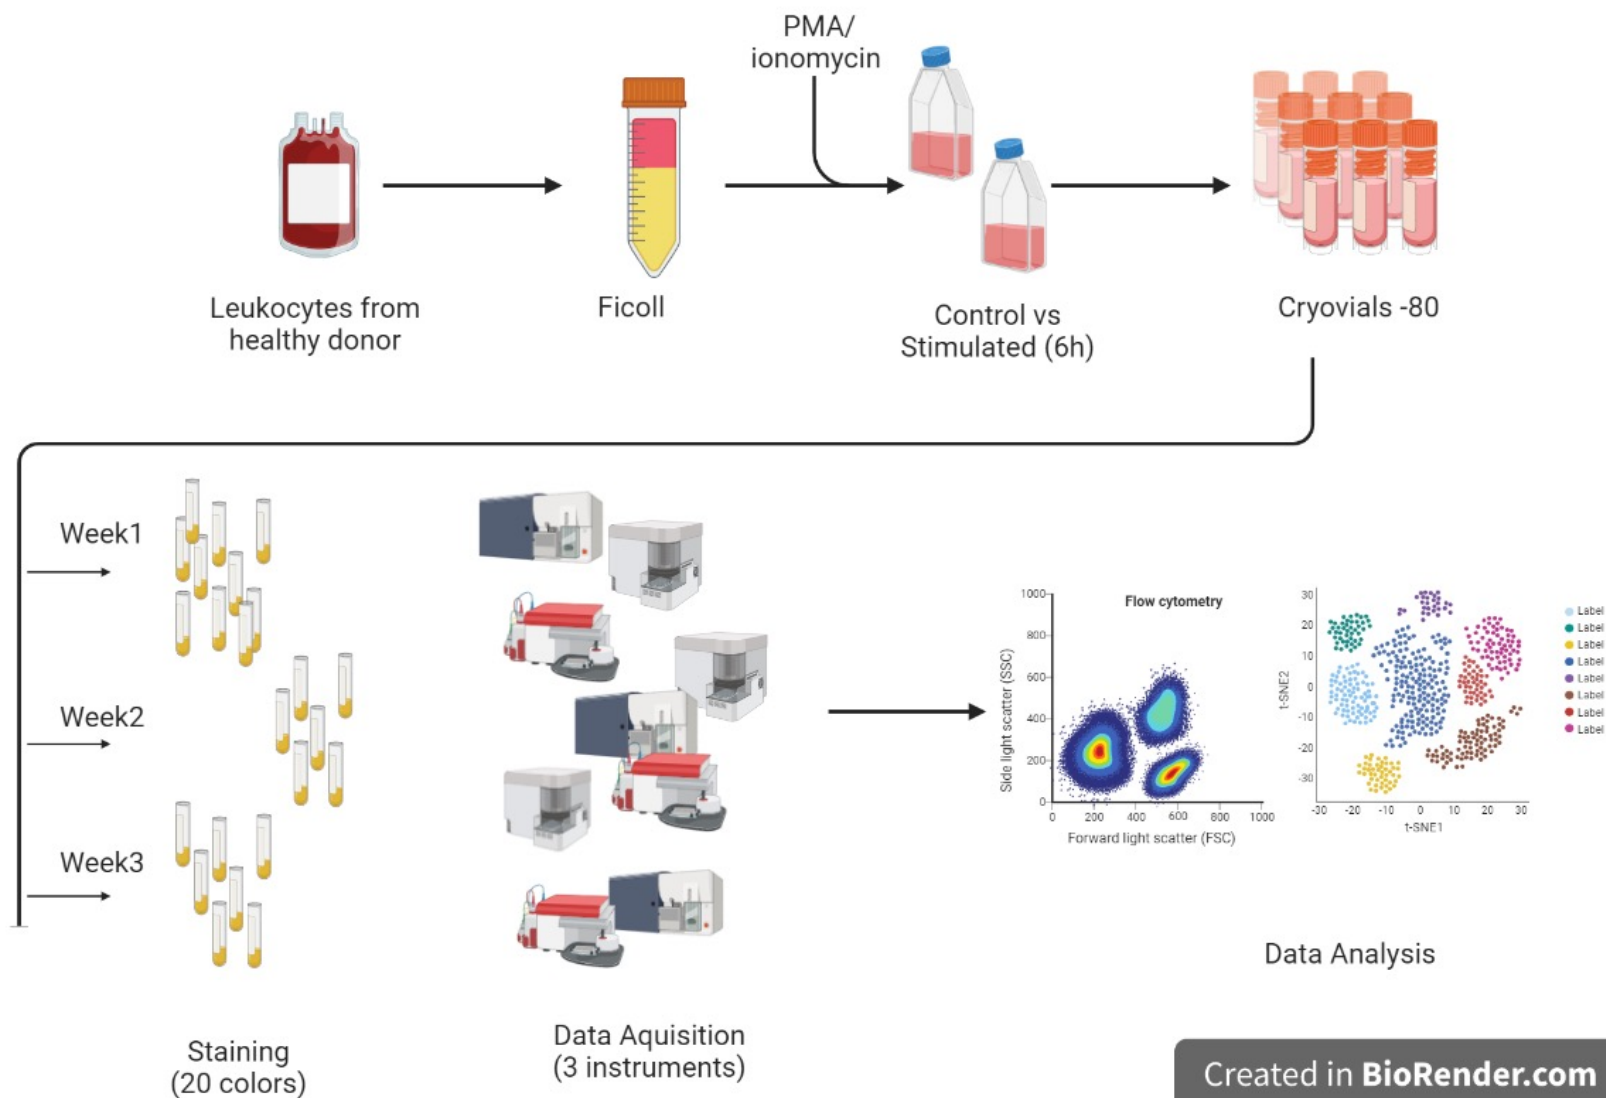 PMA/
ionomycin
Leukocytes from
healthy donor
Ficoll
Control vs
Stimulated (6h)
Cryovials -80
Week1
Week2
Week3
Staining
(20 colors)
Data Aquisition
(3 instruments)
Flow cytometry
1000
800
600
400
200
0
Side light scatter (SSC)
0 200 400 600 800 1000
Forward light scatter (FSC)
30
20
10
0
-10
-20
-30
t-SNE2
-30 -20 -10 0 10 20 30
t-SNE1
Label
Label
Label
Label
Label
Label
Label
Label
Data Analysis
Created in BioRender.com